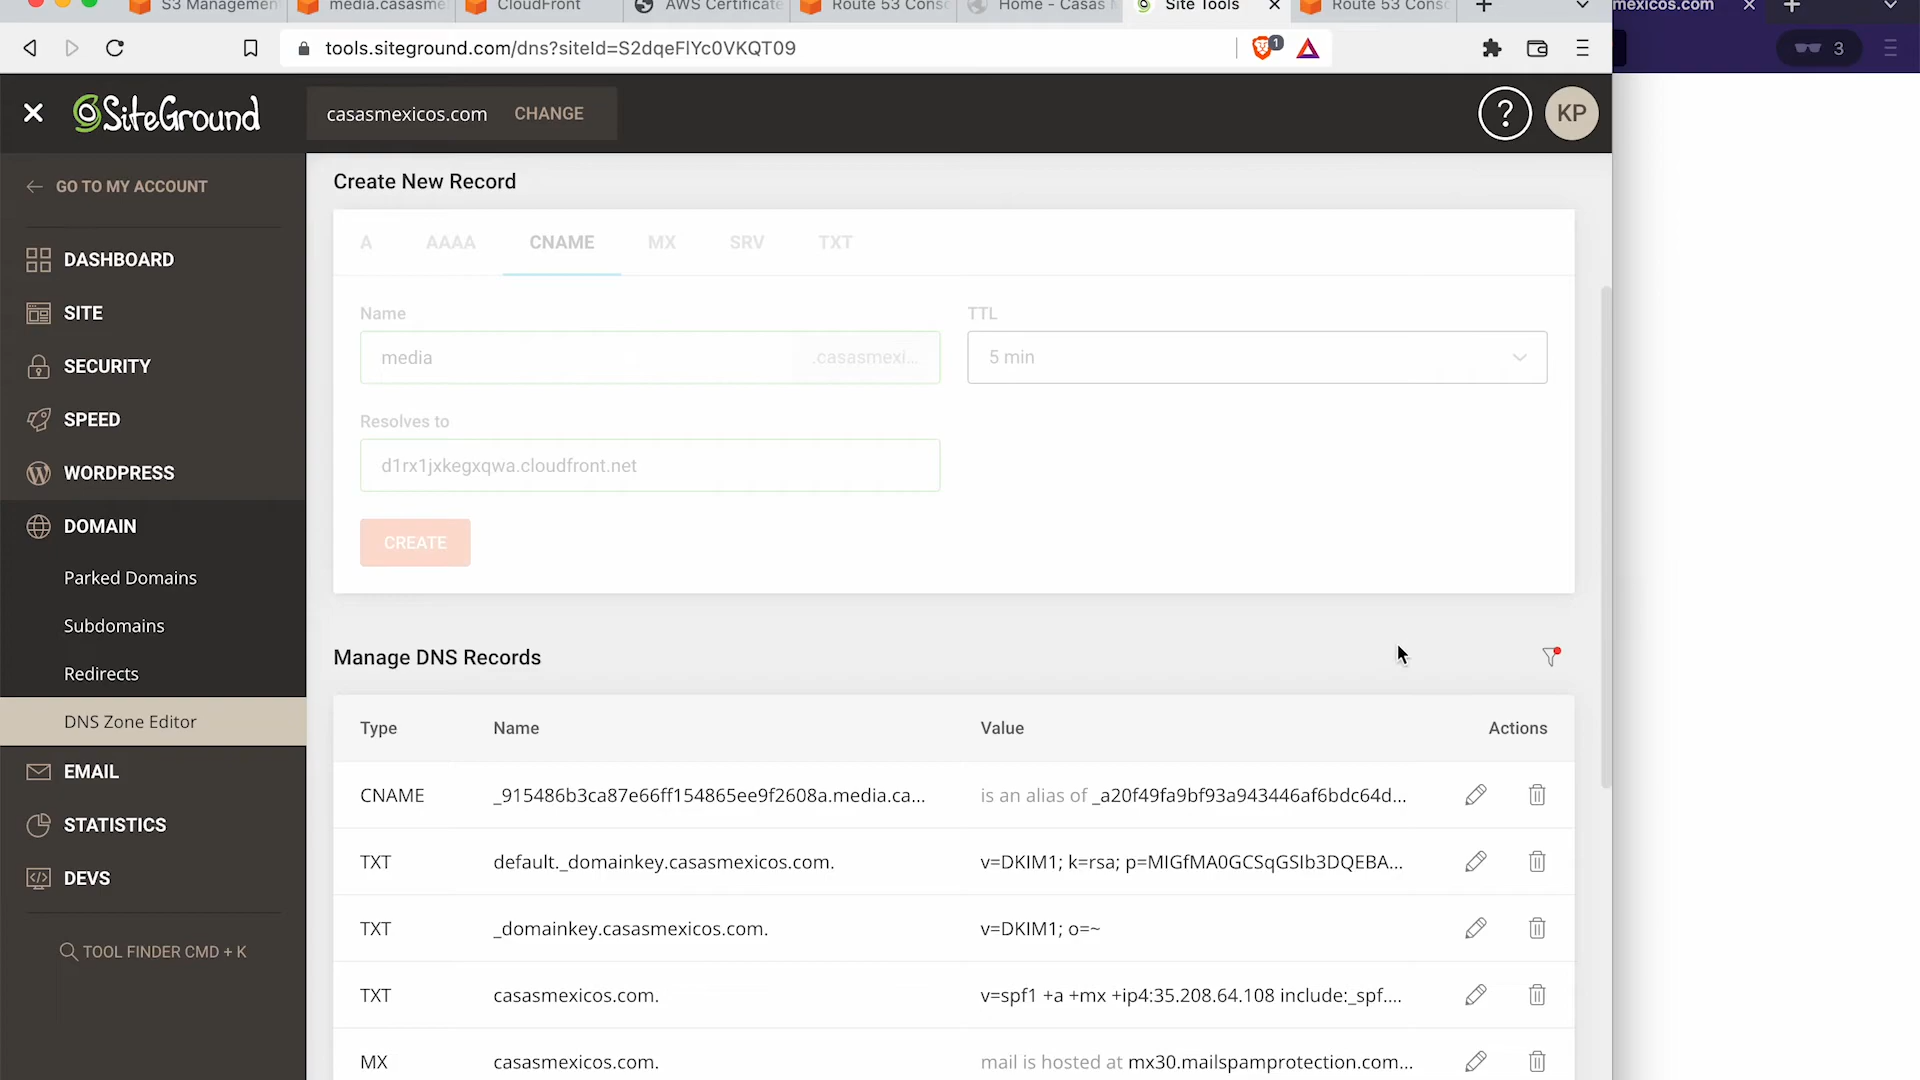 S3 Managemen
media.casasme
CloudFront
AWS Certificate
Route 53 Consc
Home - Casas M
Site Tools
Route 53 Consc
mexicos.com
tools.siteground.com/dns?siteId=S2dqeFlYc0VKQT09
1
3
SiteGround
casasmexicos.com CHANGE
?
KP
GO TO MY ACCOUNT
DASHBOARD
SITE
SECURITY
SPEED
WORDPRESS
DOMAIN
Parked Domains
Subdomains
Redirects
DNS Zone Editor
EMAIL
STATISTICS
DEVS
TOOL FINDER CMD + K
Create New Record
A AAAA CNAME MX SRV TXT
Name
media .casasmexi...
TTL
5 min
Resolves to
d1rx1jxkegxqwa.cloudfront.net
CREATE
Manage DNS Records
Type Name Value Actions
CNAME _915486b3ca87e66ff154865ee9f2608a.media.ca... is an alias of _a20f49fa9bf93a943446af6bdc64d...
TXT default._domainkey.casasmexicos.com. v=DKIM1; k=rsa; p=MIGfMA0GCSqGSIb3DQEBA...
TXT _domainkey.casasmexicos.com. v=DKIM1; o=~
TXT casasmexicos.com. v=spf1 +a +mx +ip4:35.208.64.108 include:_spf....
MX casasmexicos.com. mail is hosted at mx30.mailspamprotection.com...